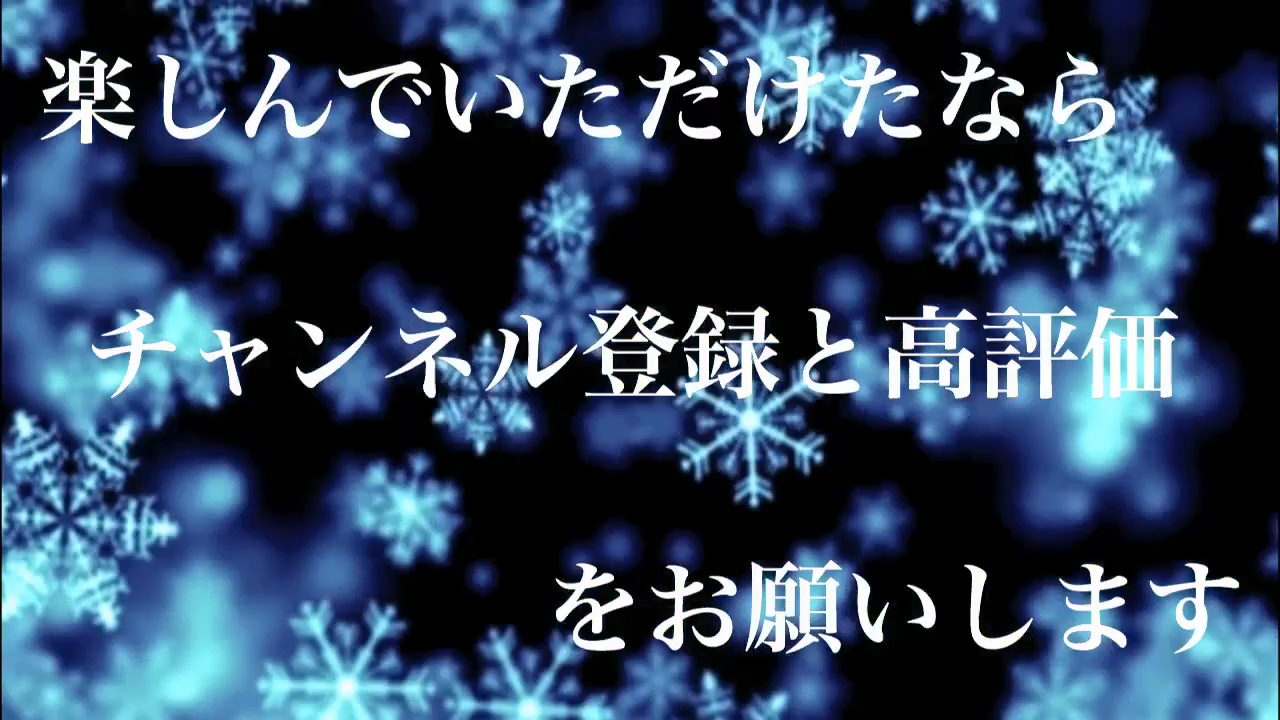 楽しんでいただけたなら
チャンネル登録と高評価
をお願いします